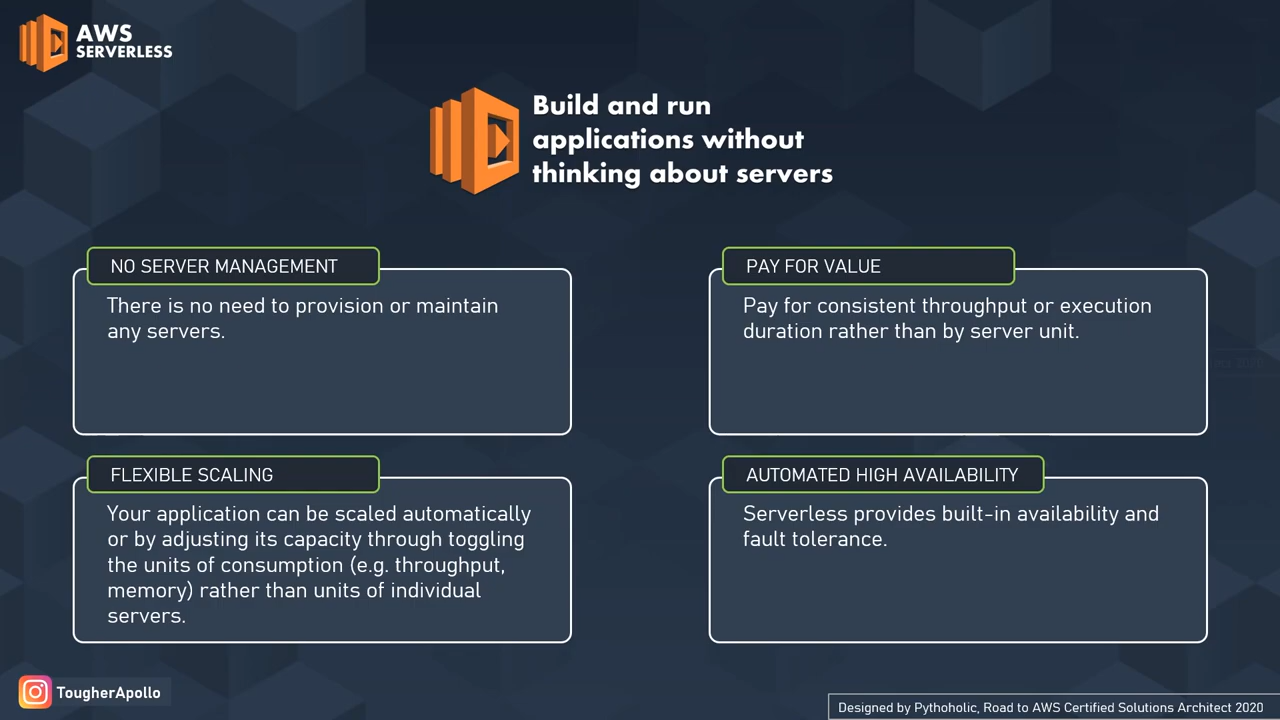 AWS
SERVERLESS
Build and run
applications without
thinking about servers
NO SERVER MANAGEMENT
There is no need to provision or maintain
any servers.
PAY FOR VALUE
Pay for consistent throughput or execution
duration rather than by server unit.
FLEXIBLE SCALING
Your application can be scaled automatically
or by adjusting its capacity through toggling
the units of consumption (e.g. throughput,
memory) rather than units of individual
servers.
AUTOMATED HIGH AVAILABILITY
Serverless provides built-in availability and
fault tolerance.
TougherApollo
Designed by Pythoholic, Road to AWS Certified Solutions Architect 2020